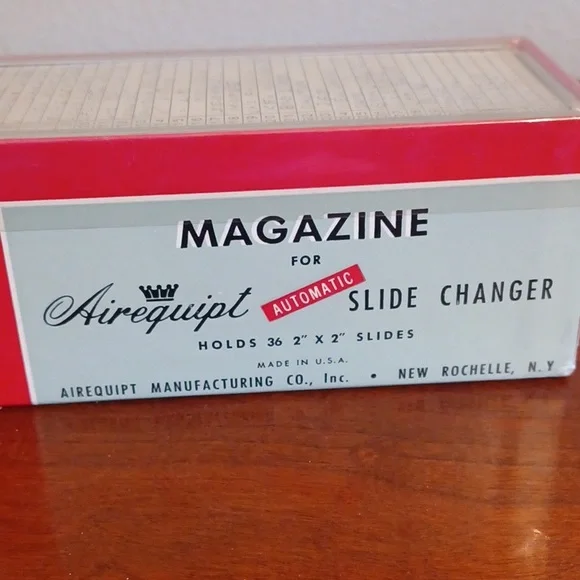 MAGAZINE
FOR
Airequipt AUTOMATIC SLIDE CHANGER
HOLDS 36 2" X 2" SLIDES
MADE IN U.S.A.
AIREQUIPT MANUFACTURING CO., Inc. • NEW ROCHELLE, N.Y